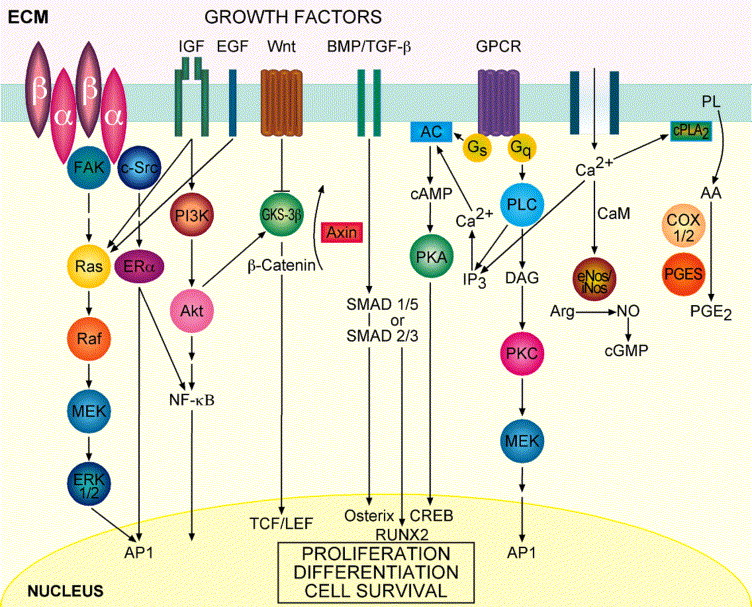 ECM
GROWTH FACTORS
IGF EGF Wnt BMP/TGF-β GPCR
β α β α
PL
FAK c-Src
AC Gs Gq cPLA2
Ca2+
PI3K GKS-3β cAMP Ca2+ PLC CaM AA
Axin
COX
1/2
Ras ERα β-Catenin PKA IP3 DAG eNos/
iNos
PGES
Akt SMAD 1/5
or
SMAD 2/3
Arg NO PGE2
cGMP
Raf PKC
MEK NF-κB
MEK
ERK
1/2
TCF/LEF Osterix CREB
RUNX2
AP1 AP1
PROLIFERATION
DIFFERENTIATION
CELL SURVIVAL
NUCLEUS